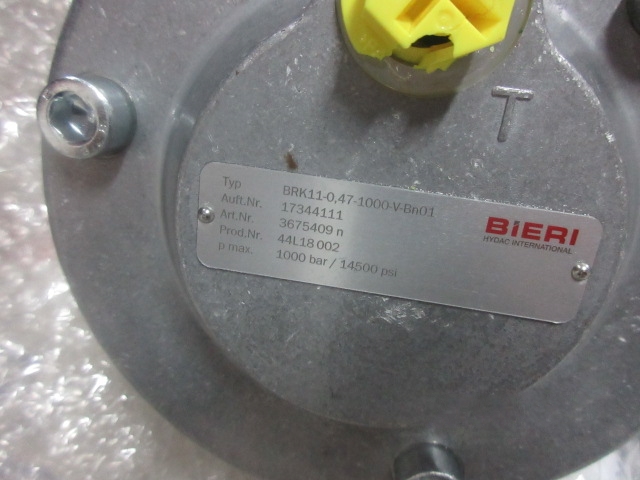 T
Typ BRK11-0,47-1000-V-Bn01
Auft.Nr. 17344111
Art.Nr. 3675409 n
Prod.Nr. 44L18 002
p max. 1000 bar / 14500 psi
BiERI
HYDAC INTERNATIONAL